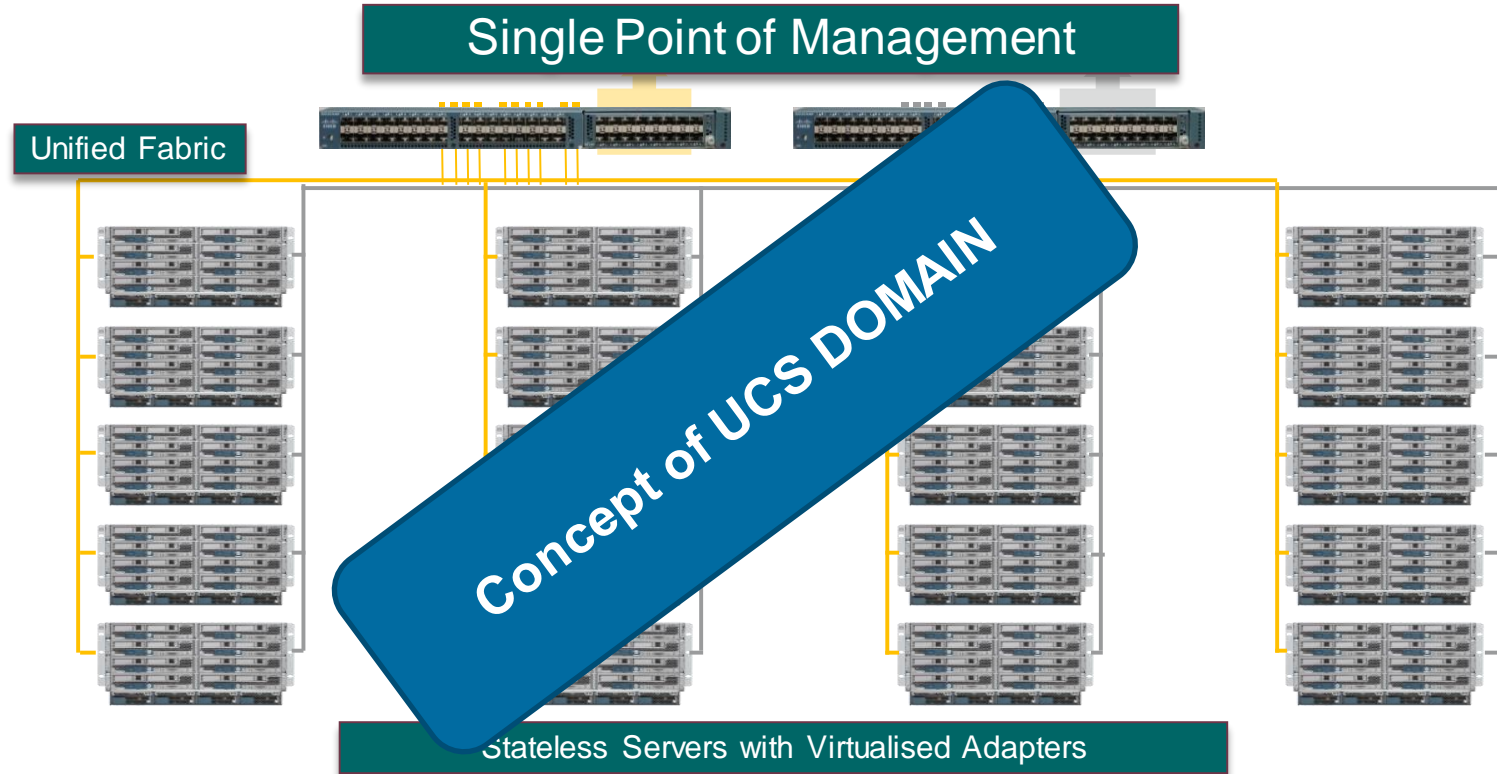 Single Point of Management
Unified Fabric
Concept of UCS DOMAIN
Stateless Servers with Virtualised Adapters